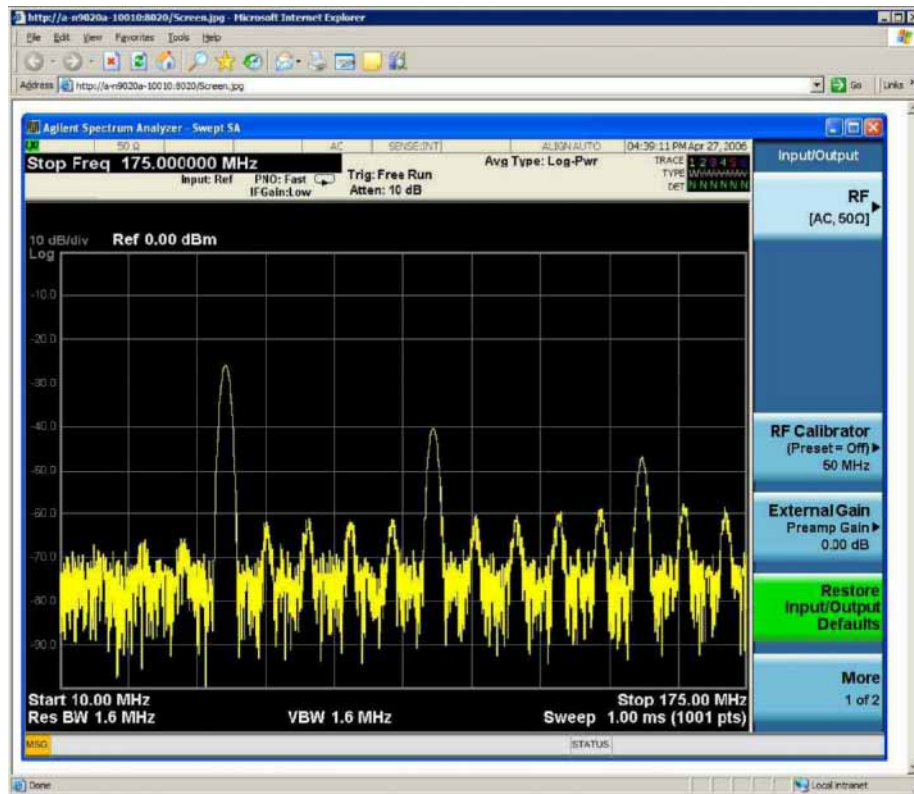 http://a-n9020a-10010:8020/Screen.jpg - Microsoft Internet Explorer
File Edit View Favorites Tools Help
Address http://a-n9020a-10010:8020/Screen.jpg Go Links
Agilent Spectrum Analyzer - Swept SA
50 Ω AC SENSE:INT ALIGN AUTO 04:39:11 PM Apr 27, 2006
Stop Freq 175.000000 MHz
Input: Ref PNO: Fast Trig: Free Run Avg Type: Log-Pwr TRACE 1 2 3 4 5 6
IFGain:Low Atten: 10 dB TYPE
DET N N N N N N
10 dB/div Ref 0.00 dBm
Log
-10.0
-20.0
-30.0
-40.0
-50.0
-60.0
-70.0
-80.0
-90.0
Start 10.00 MHz Stop 175.00 MHz
Res BW 1.6 MHz VBW 1.6 MHz Sweep 1.00 ms (1001 pts)
MSG STATUS
Input/Output
RF
[AC, 50Ω]
RF Calibrator
(Preset = Off)
50 MHz
External Gain
Preamp Gain
0.00 dB
Restore
Input/Output
Defaults
More
1 of 2
Done Local intranet